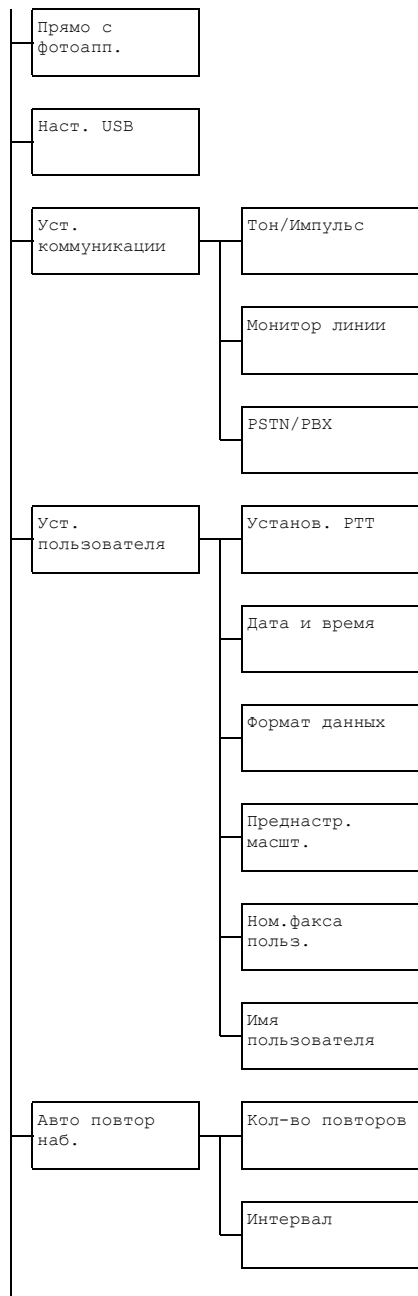 Прямо с
фотоапп.
Наст. USB
Уст.
коммуникации
Тон/Импульс
Монитор линии
PSTN/PBX
Уст.
пользователя
Установ. PTT
Дата и время
Формат данных
Преднастр.
масшт.
Ном.факса
польз.
Имя
пользователя
Авто повтор
наб.
Кол-во повторов
Интервал